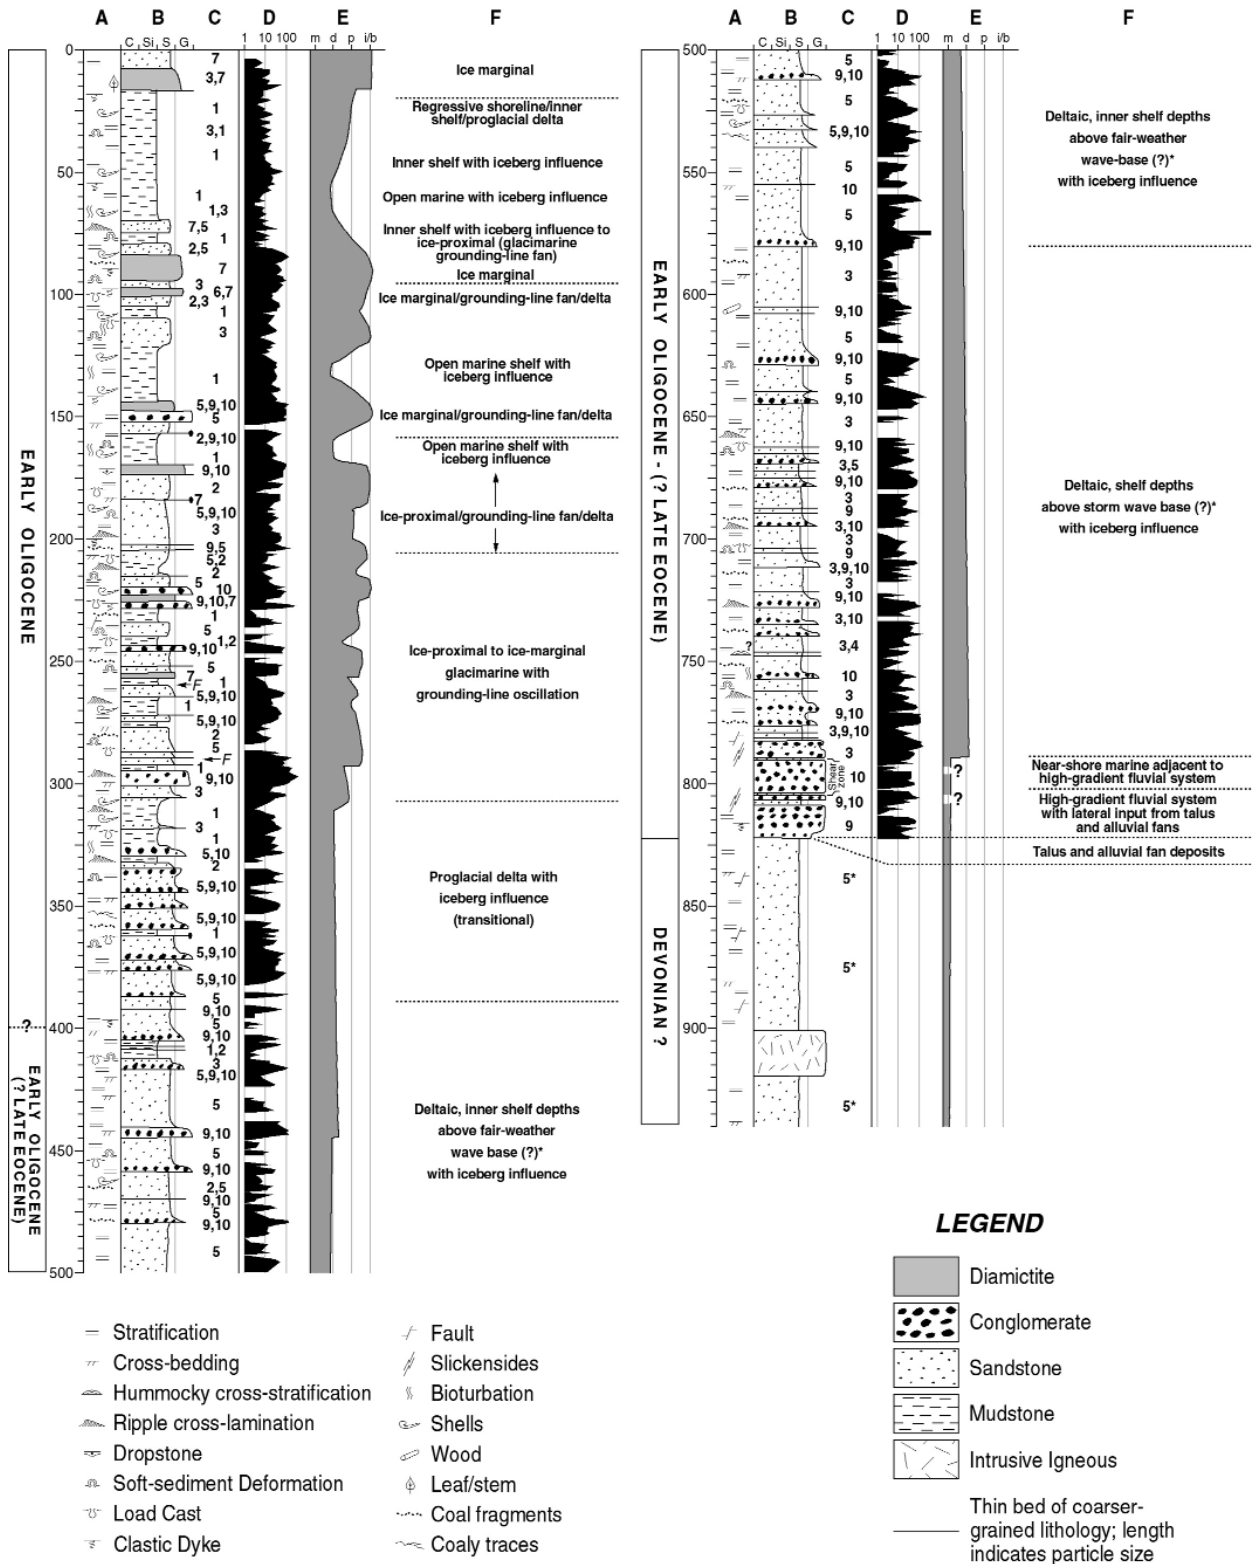 A B C D E F
C Si S G 1 10 100 m d p i/b
EARLY OLIGOCENE
?
EARLY OLIGOCENE
(? LATE EOCENE)
0
50
100
150
200
250
300
350
400
450
500
7
3,7
1
3,1
1
1
1,3
7,5
1
2,5
7
3
6,7
2,3
1
3
1
5,9,10
5
2,9,10
1
9,10
2
7
5,9,10
3
9,5
5,2
2
5
10
9,10,7
1
5
1,2
9,10
5
7
F
1
5,9,10
1
5,9,10
2
5
F
1
9,10
3
1
3
1
5,10
2
5,9,10
5,9,10
1
5,9,10
5,9,10
5
9,10
5
9,10
1,2
3
5,9,10
5
9,10
5
9,10
2,5
9,10
5
9,10
5
Ice marginal
Regressive shoreline/inner
shelf/proglacial delta
Inner shelf with iceberg influence
Open marine with iceberg influence
Inner shelf with iceberg influence to
ice-proximal (glacimarine
grounding-line fan)
Ice marginal
Ice marginal/grounding-line fan/delta
Open marine shelf with
iceberg influence
Ice marginal/grounding-line fan/delta
Open marine shelf with
iceberg influence
Ice-proximal/grounding-line fan/delta
Ice-proximal to ice-marginal
glacimarine with
grounding-line oscillation
Proglacial delta with
iceberg influence
(transitional)
Deltaic, inner shelf depths
above fair-weather
wave base (?)*
with iceberg influence
A B C D E F
C Si S G 1 10 100 m d p i/b
EARLY OLIGOCENE - (? LATE EOCENE)
DEVONIAN ?
500
550
600
650
700
750
800
850
900
5
9,10
5
5,9,10
5
10
5
9,10
3
9,10
5
9,10
5
9,10
3
9,10
3,5
9,10
3
9
3,10
3
9
3,9,10
3
9,10
3,10
?
3,4
10
3
9,10
3,9,10
3
Shear
zone
10
9,10
9
5*
5*
5*
?
?
Deltaic, inner shelf depths
above fair-weather
wave-base (?)*
with iceberg influence
Deltaic, shelf depths
above storm wave base (?)*
with iceberg influence
Near-shore marine adjacent to
high-gradient fluvial system
High-gradient fluvial system
with lateral input from talus
and alluvial fans
Talus and alluvial fan deposits
Stratification
Cross-bedding
Hummocky cross-stratification
Ripple cross-lamination
Dropstone
Soft-sediment Deformation
Load Cast
Clastic Dyke
Fault
Slickensides
Bioturbation
Shells
Wood
Leaf/stem
Coal fragments
Coaly traces
LEGEND
Diamictite
Conglomerate
Sandstone
Mudstone
Intrusive Igneous
Thin bed of coarser-
grained lithology; length
indicates particle size